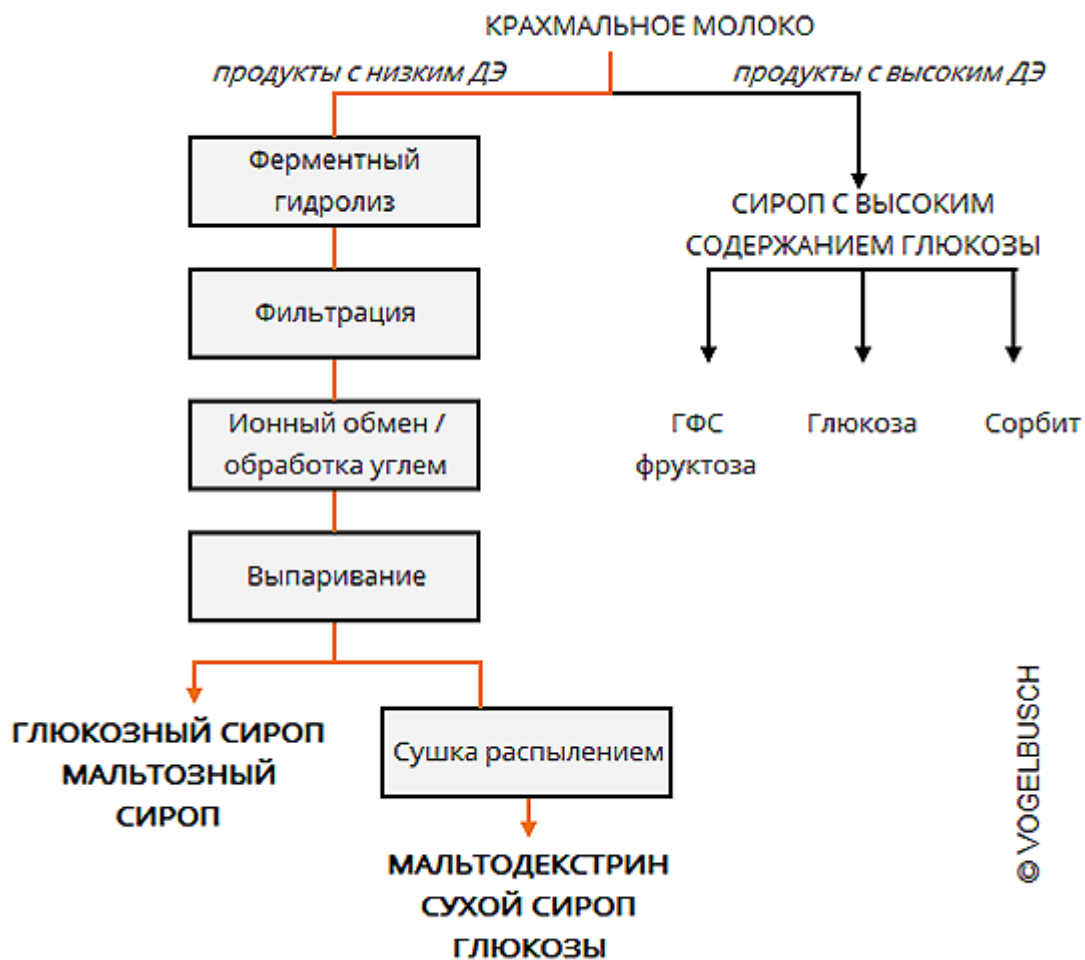 КРАХМАЛЬНОЕ МОЛОКО
продукты с низким ДЭ
продукты с высоким ДЭ
Ферментный
гидролиз
Фильтрация
Ионный обмен /
обработка углем
Выпаривание
ГЛЮКОЗНЫЙ СИРОП
МАЛЬТОЗНЫЙ
СИРОП
Сушка распылением
МАЛЬТОДЕКСТРИН
СУХОЙ СИРОП
ГЛЮКОЗЫ
СИРОП С ВЫСОКИМ
СОДЕРЖАНИЕМ ГЛЮКОЗЫ
ГФС
фруктоза
Глюкоза
Сорбит
© VOGELBUSCH